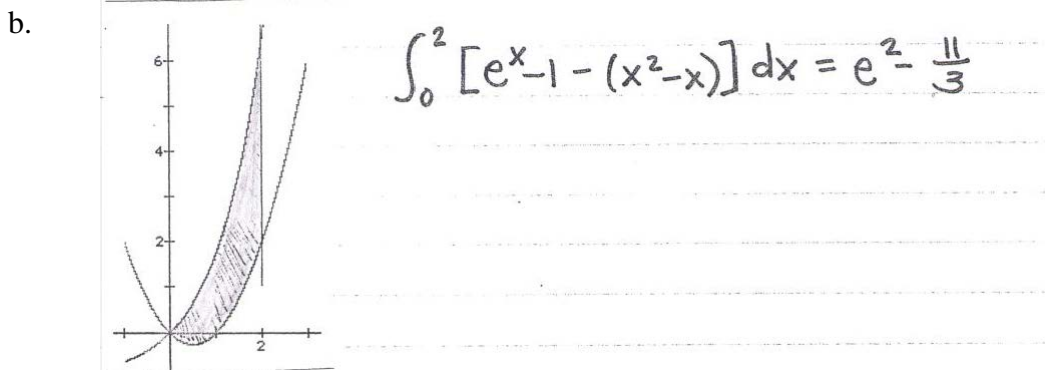 b.
∫₀² [eˣ-1 - (x²-x)] dx = e² - 11/3
6
4
2
2